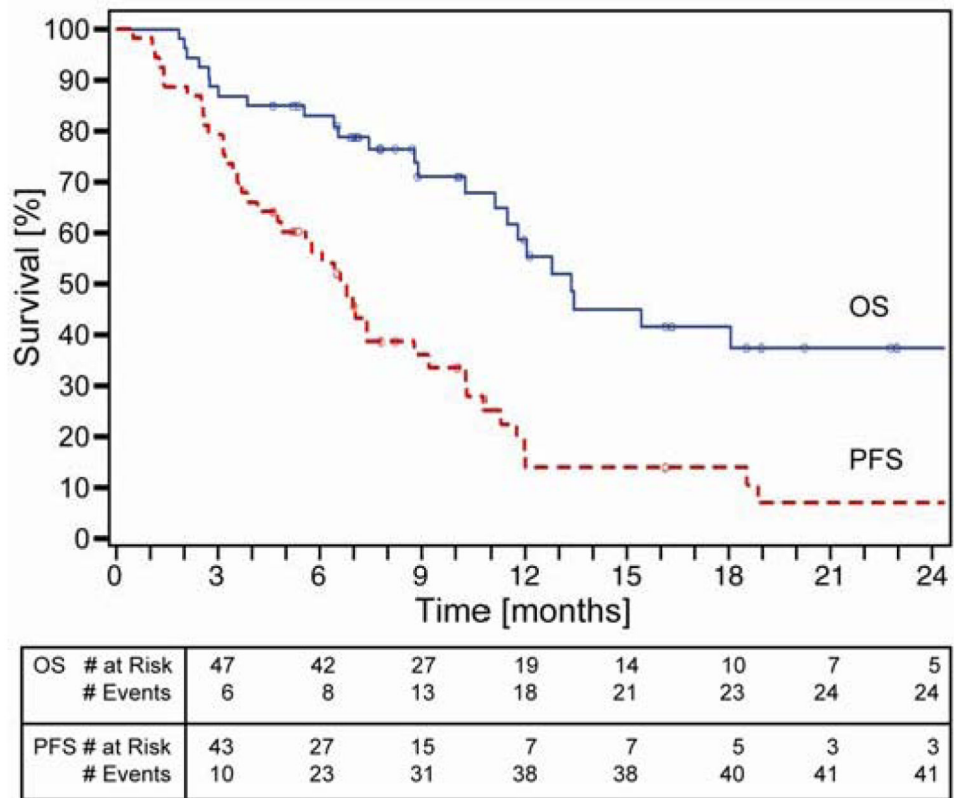 100
90
80
70
60
50
40
30
20
10
0
Survival [%]
OS
PFS
0 3 6 9 12 15 18 21 24
Time [months]
OS # at Risk 47 42 27 19 14 10 7 5
# Events 6 8 13 18 21 23 24 24
PFS # at Risk 43 27 15 7 7 5 3 3
# Events 10 23 31 38 38 40 41 41